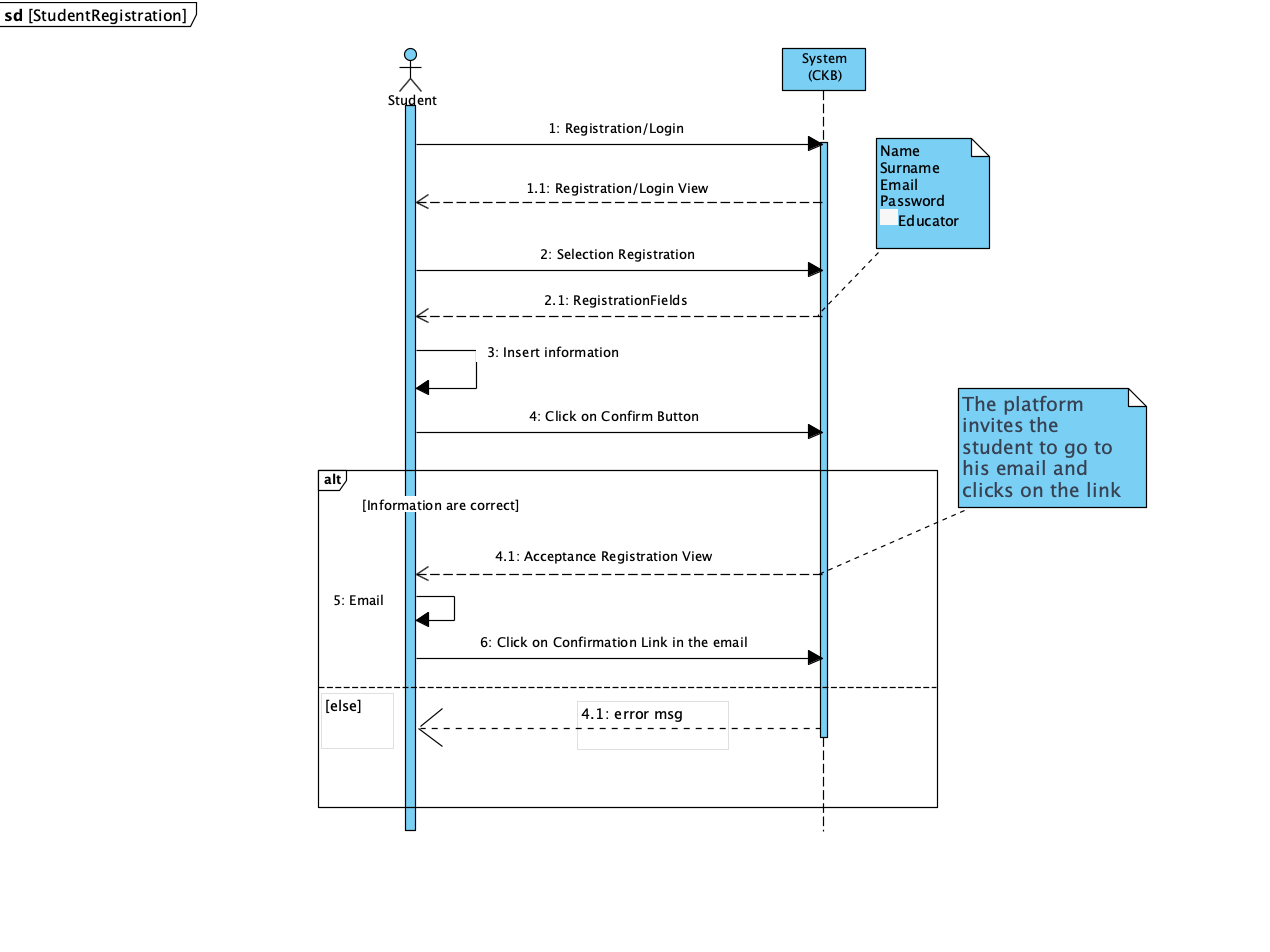 sd [StudentRegistration]
System
(CKB)
Student
1: Registration/Login
Name
Surname
Email
Password
Educator
1.1: Registration/Login View
2: Selection Registration
2.1: RegistrationFields
3: Insert information
4: Click on Confirm Button
The platform
invites the
student to go to
his email and
clicks on the link
alt
[Information are correct]
4.1: Acceptance Registration View
5: Email
6: Click on Confirmation Link in the email
[else]
4.1: error msg